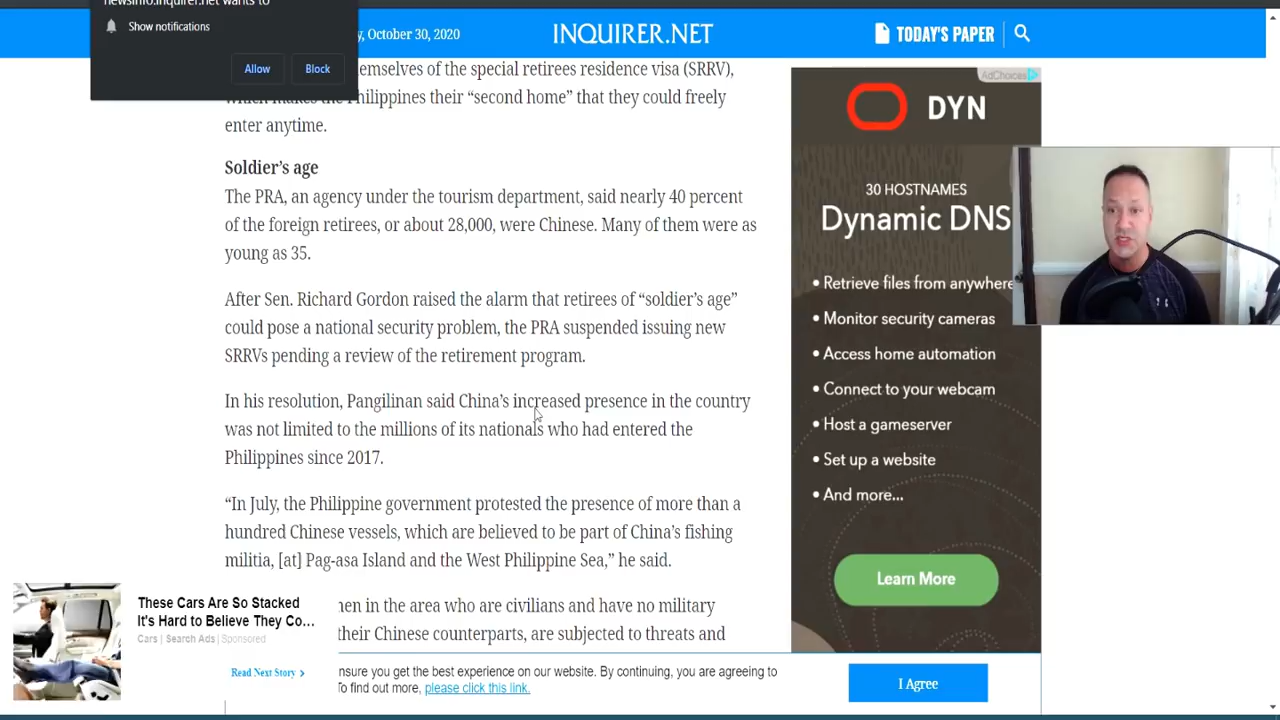 newsinfo.inquirer.net wants to
Show notifications
Allow
Block
y, October 30, 2020
INQUIRER.NET
TODAY'S PAPER
emselves of the special retirees residence visa (SRRV),
which makes the Philippines their “second home” that they could freely
enter anytime.
Soldier’s age
The PRA, an agency under the tourism department, said nearly 40 percent
of the foreign retirees, or about 28,000, were Chinese. Many of them were as
young as 35.
After Sen. Richard Gordon raised the alarm that retirees of “soldier’s age”
could pose a national security problem, the PRA suspended issuing new
SRRVs pending a review of the retirement program.
In his resolution, Pangilinan said China’s increased presence in the country
was not limited to the millions of its nationals who had entered the
Philippines since 2017.
“In July, the Philippine government protested the presence of more than a
hundred Chinese vessels, which are believed to be part of China’s fishing
militia, [at] Pag-asa Island and the West Philippine Sea,” he said.
en in the area who are civilians and have no military
their Chinese counterparts, are subjected to threats and
AdChoices
DYN
30 HOSTNAMES
Dynamic DNS
• Retrieve files from anywhere
• Monitor security cameras
• Access home automation
• Connect to your webcam
• Host a gameserver
• Set up a website
• And more...
Learn More
These Cars Are So Stacked
It's Hard to Believe They Co...
Cars | Search Ads | Sponsored
Read Next Story >
nsure you get the best experience on our website. By continuing, you are agreeing to
To find out more, please click this link.
I Agree